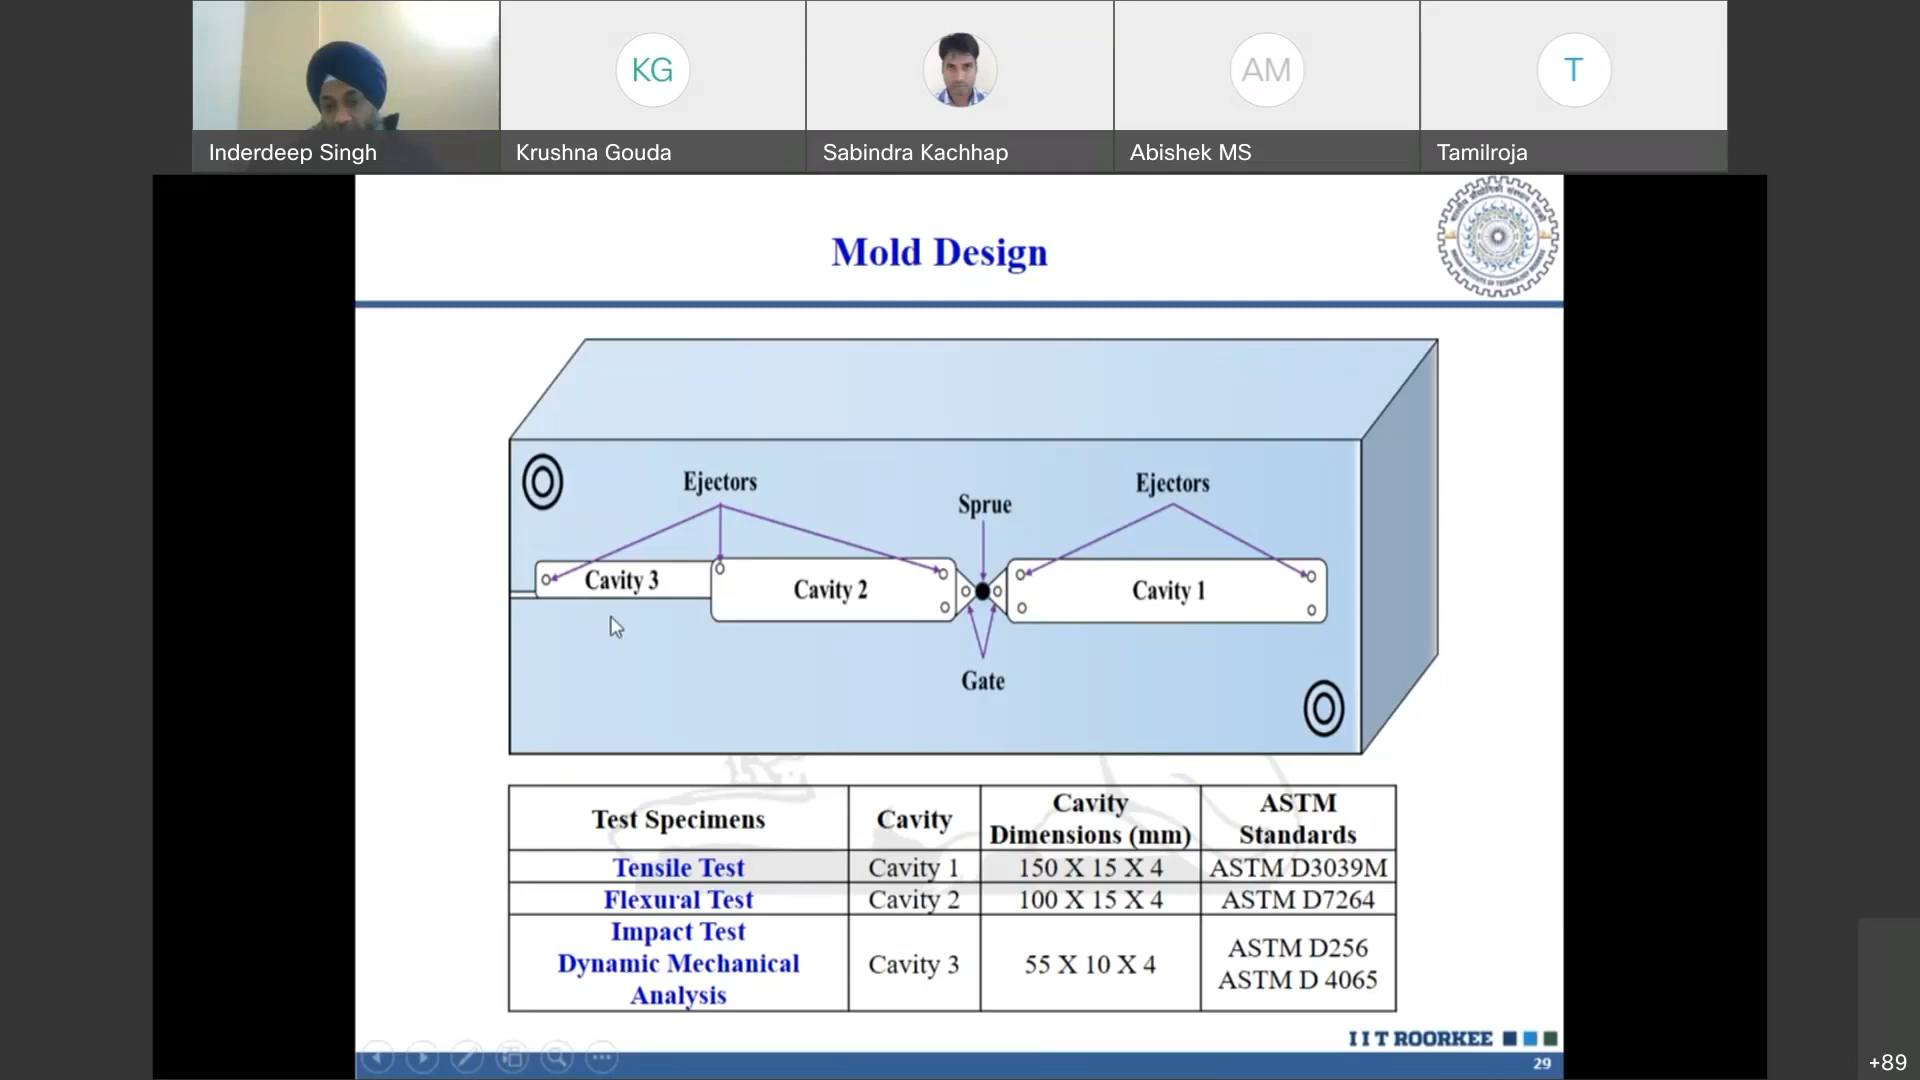 KG
AM
T
Inderdeep Singh
Krushna Gouda
Sabindra Kachhap
Abishek MS
Tamilroja
Mold Design
Ejectors
Ejectors
Sprue
Cavity 3
Cavity 2
Cavity 1
Gate
Test Specimens
Cavity
Cavity
Dimensions (mm)
ASTM
Standards
Tensile Test
Cavity 1
150 X 15 X 4
ASTM D3039M
Flexural Test
Cavity 2
100 X 15 X 4
ASTM D7264
Impact Test
Dynamic Mechanical
Analysis
Cavity 3
55 X 10 X 4
ASTM D256
ASTM D 4065
I I T ROORKEE
29
+89